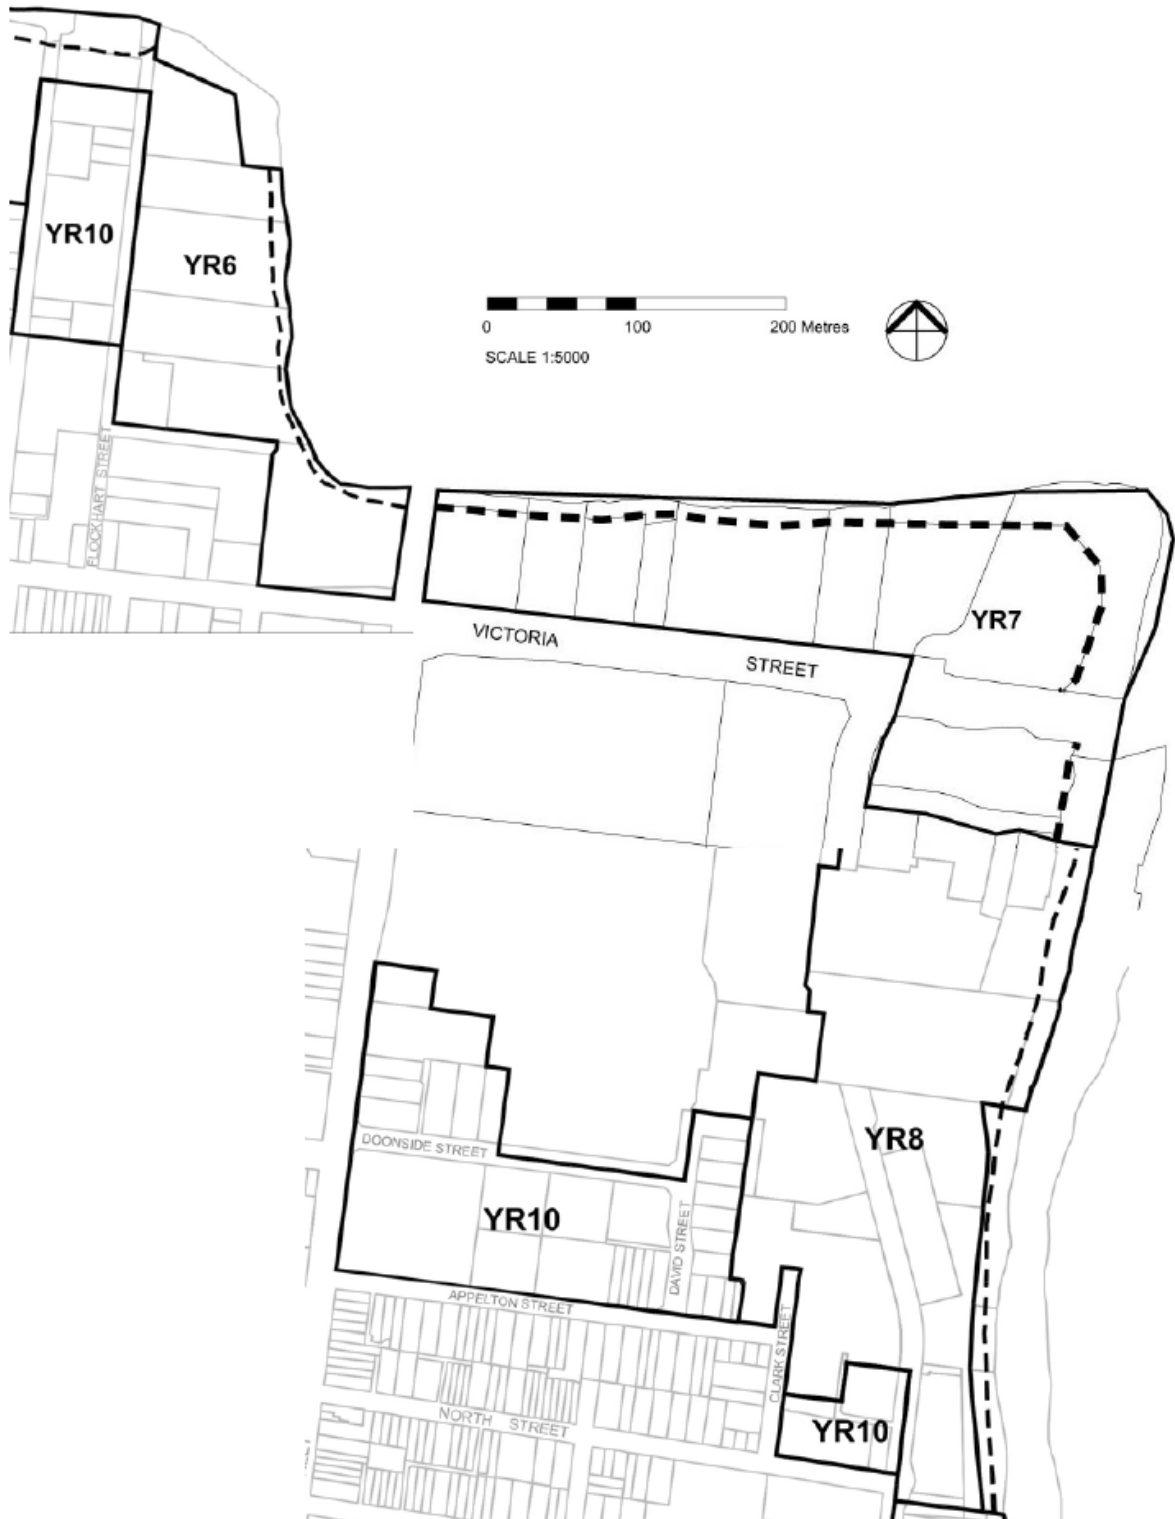 YR10
YR6
0 100 200 Metres
SCALE 1:5000
FLOCKHART STREET
YR7
VICTORIA STREET
YR8
DOONSIDE STREET
YR10
DAVID STREET
APPELTON STREET
CLARK STREET
NORTH STREET
YR10